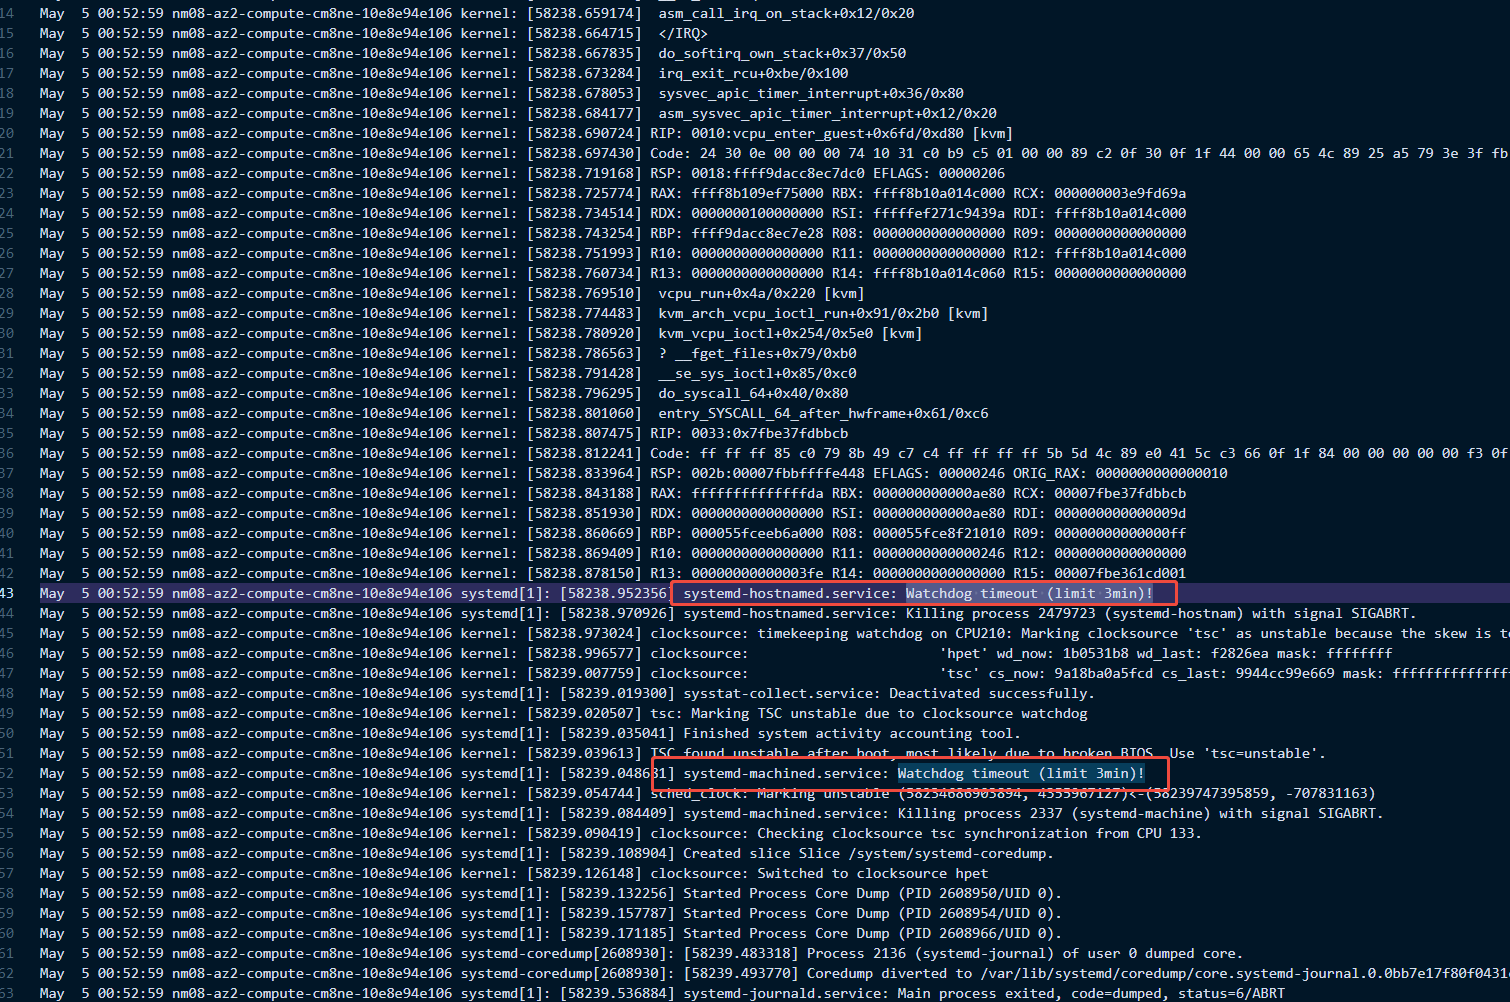 14 May  5 00:52:59 nm08-az2-compute-cm8ne-10e8e94e106 kernel: [58238.659174]  asm_call_irq_on_stack+0x12/0x20
15 May  5 00:52:59 nm08-az2-compute-cm8ne-10e8e94e106 kernel: [58238.664715]  </IRQ>
16 May  5 00:52:59 nm08-az2-compute-cm8ne-10e8e94e106 kernel: [58238.667835]  do_softirq_own_stack+0x37/0x50
17 May  5 00:52:59 nm08-az2-compute-cm8ne-10e8e94e106 kernel: [58238.673284]  irq_exit_rcu+0xbe/0x100
18 May  5 00:52:59 nm08-az2-compute-cm8ne-10e8e94e106 kernel: [58238.678053]  sysvec_apic_timer_interrupt+0x36/0x80
19 May  5 00:52:59 nm08-az2-compute-cm8ne-10e8e94e106 kernel: [58238.684177]  asm_sysvec_apic_timer_interrupt+0x12/0x20
20 May  5 00:52:59 nm08-az2-compute-cm8ne-10e8e94e106 kernel: [58238.690724] RIP: 0010:vcpu_enter_guest+0x6fd/0xd80 [kvm]
21 May  5 00:52:59 nm08-az2-compute-cm8ne-10e8e94e106 kernel: [58238.697430] Code: 24 30 0e 00 00 00 74 10 31 c0 b9 c5 01 00 00 89 c2 0f 30 0f 1f 44 00 00 65 4c 89 25 a5 79 3e 3f fb
22 May  5 00:52:59 nm08-az2-compute-cm8ne-10e8e94e106 kernel: [58238.719168] RSP: 0018:ffff9dacc8ec7dc0 EFLAGS: 00000206
23 May  5 00:52:59 nm08-az2-compute-cm8ne-10e8e94e106 kernel: [58238.725774] RAX: ffff8b109ef75000 RBX: ffff8b10a014c000 RCX: 000000003e9fd69a
24 May  5 00:52:59 nm08-az2-compute-cm8ne-10e8e94e106 kernel: [58238.734514] RDX: 0000000100000000 RSI: fffffef271c9439a RDI: ffff8b10a014c000
25 May  5 00:52:59 nm08-az2-compute-cm8ne-10e8e94e106 kernel: [58238.743254] RBP: ffff9dacc8ec7e28 R08: 0000000000000000 R09: 0000000000000000
26 May  5 00:52:59 nm08-az2-compute-cm8ne-10e8e94e106 kernel: [58238.751993] R10: 0000000000000000 R11: 0000000000000000 R12: ffff8b10a014c000
27 May  5 00:52:59 nm08-az2-compute-cm8ne-10e8e94e106 kernel: [58238.760734] R13: 0000000000000000 R14: ffff8b10a014c060 R15: 0000000000000000
28 May  5 00:52:59 nm08-az2-compute-cm8ne-10e8e94e106 kernel: [58238.769510]  vcpu_run+0x4a/0x220 [kvm]
29 May  5 00:52:59 nm08-az2-compute-cm8ne-10e8e94e106 kernel: [58238.774483]  kvm_arch_vcpu_ioctl_run+0x91/0x2b0 [kvm]
30 May  5 00:52:59 nm08-az2-compute-cm8ne-10e8e94e106 kernel: [58238.780920]  kvm_vcpu_ioctl+0x254/0x5e0 [kvm]
31 May  5 00:52:59 nm08-az2-compute-cm8ne-10e8e94e106 kernel: [58238.786563]  ? __fget_files+0x79/0xb0
32 May  5 00:52:59 nm08-az2-compute-cm8ne-10e8e94e106 kernel: [58238.791428]  __se_sys_ioctl+0x85/0xc0
33 May  5 00:52:59 nm08-az2-compute-cm8ne-10e8e94e106 kernel: [58238.796295]  do_syscall_64+0x40/0x80
34 May  5 00:52:59 nm08-az2-compute-cm8ne-10e8e94e106 kernel: [58238.801060]  entry_SYSCALL_64_after_hwframe+0x61/0xc6
35 May  5 00:52:59 nm08-az2-compute-cm8ne-10e8e94e106 kernel: [58238.807475] RIP: 0033:0x7fbe37fdbbcb
36 May  5 00:52:59 nm08-az2-compute-cm8ne-10e8e94e106 kernel: [58238.812241] Code: ff ff ff 85 c0 79 8b 49 c7 c4 ff ff ff ff 5b 5d 4c 89 e0 41 5c c3 66 0f 1f 84 00 00 00 00 00 f3 0f
37 May  5 00:52:59 nm08-az2-compute-cm8ne-10e8e94e106 kernel: [58238.833964] RSP: 002b:00007fbbffffe448 EFLAGS: 00000246 ORIG_RAX: 0000000000000010
38 May  5 00:52:59 nm08-az2-compute-cm8ne-10e8e94e106 kernel: [58238.843188] RAX: ffffffffffffffda RBX: 000000000000ae80 RCX: 00007fbe37fdbbcb
39 May  5 00:52:59 nm08-az2-compute-cm8ne-10e8e94e106 kernel: [58238.851930] RDX: 0000000000000000 RSI: 000000000000ae80 RDI: 000000000000009d
40 May  5 00:52:59 nm08-az2-compute-cm8ne-10e8e94e106 kernel: [58238.860669] RBP: 000055fceeb6a000 R08: 000055fce8f21010 R09: 00000000000000ff
41 May  5 00:52:59 nm08-az2-compute-cm8ne-10e8e94e106 kernel: [58238.869409] R10: 0000000000000000 R11: 0000000000000246 R12: 0000000000000000
42 May  5 00:52:59 nm08-az2-compute-cm8ne-10e8e94e106 kernel: [58238.878150] R13: 00000000000003fe R14: 0000000000000000 R15: 00007fbe361cd001
43 May  5 00:52:59 nm08-az2-compute-cm8ne-10e8e94e106 systemd[1]: [58238.952356] systemd-hostnamed.service: Watchdog timeout (limit 3min)!
44 May  5 00:52:59 nm08-az2-compute-cm8ne-10e8e94e106 systemd[1]: [58238.970926] systemd-hostnamed.service: Killing process 2479723 (systemd-hostnam) with signal SIGABRT.
45 May  5 00:52:59 nm08-az2-compute-cm8ne-10e8e94e106 kernel: [58238.973024] clocksource: timekeeping watchdog on CPU210: Marking clocksource 'tsc' as unstable because the skew is to
46 May  5 00:52:59 nm08-az2-compute-cm8ne-10e8e94e106 kernel: [58238.996577] clocksource:                       'hpet' wd_now: 1b0531b8 wd_last: f2826ea mask: ffffffff
47 May  5 00:52:59 nm08-az2-compute-cm8ne-10e8e94e106 kernel: [58239.007759] clocksource:                       'tsc' cs_now: 9a18ba0a5fcd cs_last: 9944cc99e669 mask: ffffffffffffff
48 May  5 00:52:59 nm08-az2-compute-cm8ne-10e8e94e106 systemd[1]: [58239.019300] sysstat-collect.service: Deactivated successfully.
49 May  5 00:52:59 nm08-az2-compute-cm8ne-10e8e94e106 kernel: [58239.020507] tsc: Marking TSC unstable due to clocksource watchdog
50 May  5 00:52:59 nm08-az2-compute-cm8ne-10e8e94e106 systemd[1]: [58239.035041] Finished system activity accounting tool.
51 May  5 00:52:59 nm08-az2-compute-cm8ne-10e8e94e106 kernel: [58239.039613] TSC found unstable after boot, most likely due to broken BIOS. Use 'tsc=unstable'.
52 May  5 00:52:59 nm08-az2-compute-cm8ne-10e8e94e106 systemd[1]: [58239.048681] systemd-machined.service: Watchdog timeout (limit 3min)!
53 May  5 00:52:59 nm08-az2-compute-cm8ne-10e8e94e106 kernel: [58239.054744] sched_clock: Marking unstable (58234686903894, 4355967127)<-(58239747395859, -707831163)
54 May  5 00:52:59 nm08-az2-compute-cm8ne-10e8e94e106 systemd[1]: [58239.084409] systemd-machined.service: Killing process 2337 (systemd-machine) with signal SIGABRT.
55 May  5 00:52:59 nm08-az2-compute-cm8ne-10e8e94e106 kernel: [58239.090419] clocksource: Checking clocksource tsc synchronization from CPU 133.
56 May  5 00:52:59 nm08-az2-compute-cm8ne-10e8e94e106 systemd[1]: [58239.108904] Created slice Slice /system/systemd-coredump.
57 May  5 00:52:59 nm08-az2-compute-cm8ne-10e8e94e106 kernel: [58239.126148] clocksource: Switched to clocksource hpet
58 May  5 00:52:59 nm08-az2-compute-cm8ne-10e8e94e106 systemd[1]: [58239.132256] Started Process Core Dump (PID 2608950/UID 0).
59 May  5 00:52:59 nm08-az2-compute-cm8ne-10e8e94e106 systemd[1]: [58239.157787] Started Process Core Dump (PID 2608954/UID 0).
60 May  5 00:52:59 nm08-az2-compute-cm8ne-10e8e94e106 systemd[1]: [58239.171185] Started Process Core Dump (PID 2608966/UID 0).
61 May  5 00:52:59 nm08-az2-compute-cm8ne-10e8e94e106 systemd-coredump[2608930]: [58239.483318] Process 2136 (systemd-journal) of user 0 dumped core.
62 May  5 00:52:59 nm08-az2-compute-cm8ne-10e8e94e106 systemd-coredump[2608930]: [58239.493770] Coredump diverted to /var/lib/systemd/coredump/core.systemd-journal.0.0bb7e17f80f0431
63 May  5 00:52:59 nm08-az2-compute-cm8ne-10e8e94e106 systemd[1]: [58239.536884] systemd-journald.service: Main process exited, code=dumped, status=6/ABRT